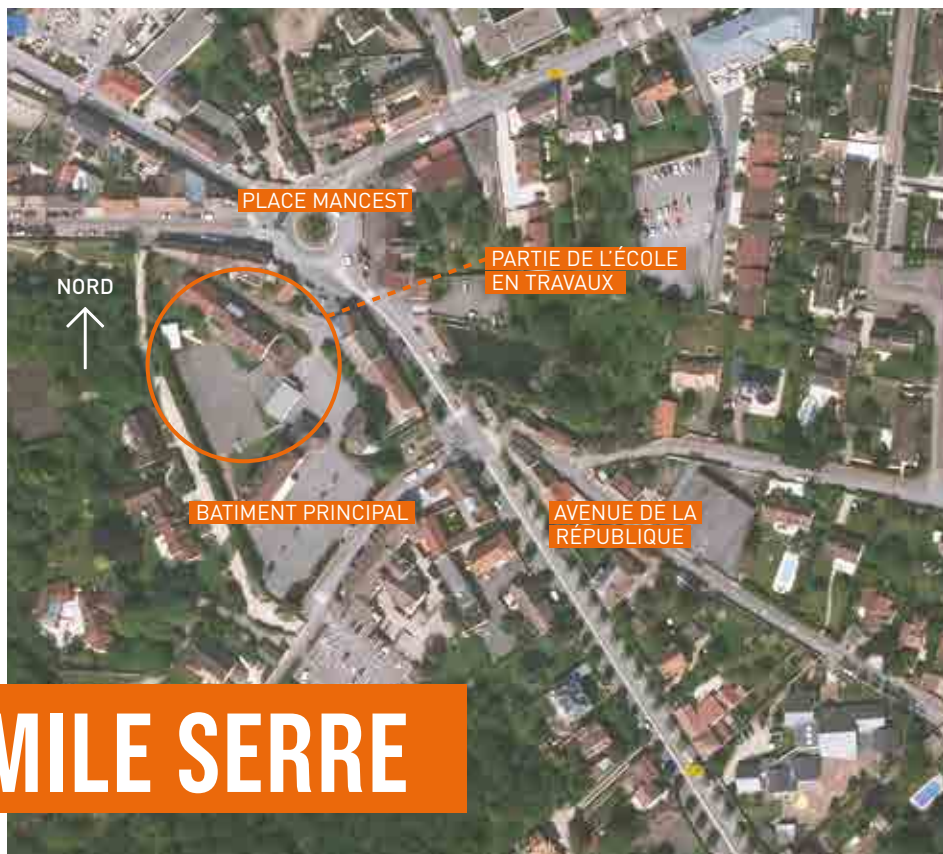 PLACE MANCEST
PARTIE DE L'ÉCOLE
EN TRAVAUX
NORD
BATIMENT PRINCIPAL
AVENUE DE LA
RÉPUBLIQUE
MILE SERRE